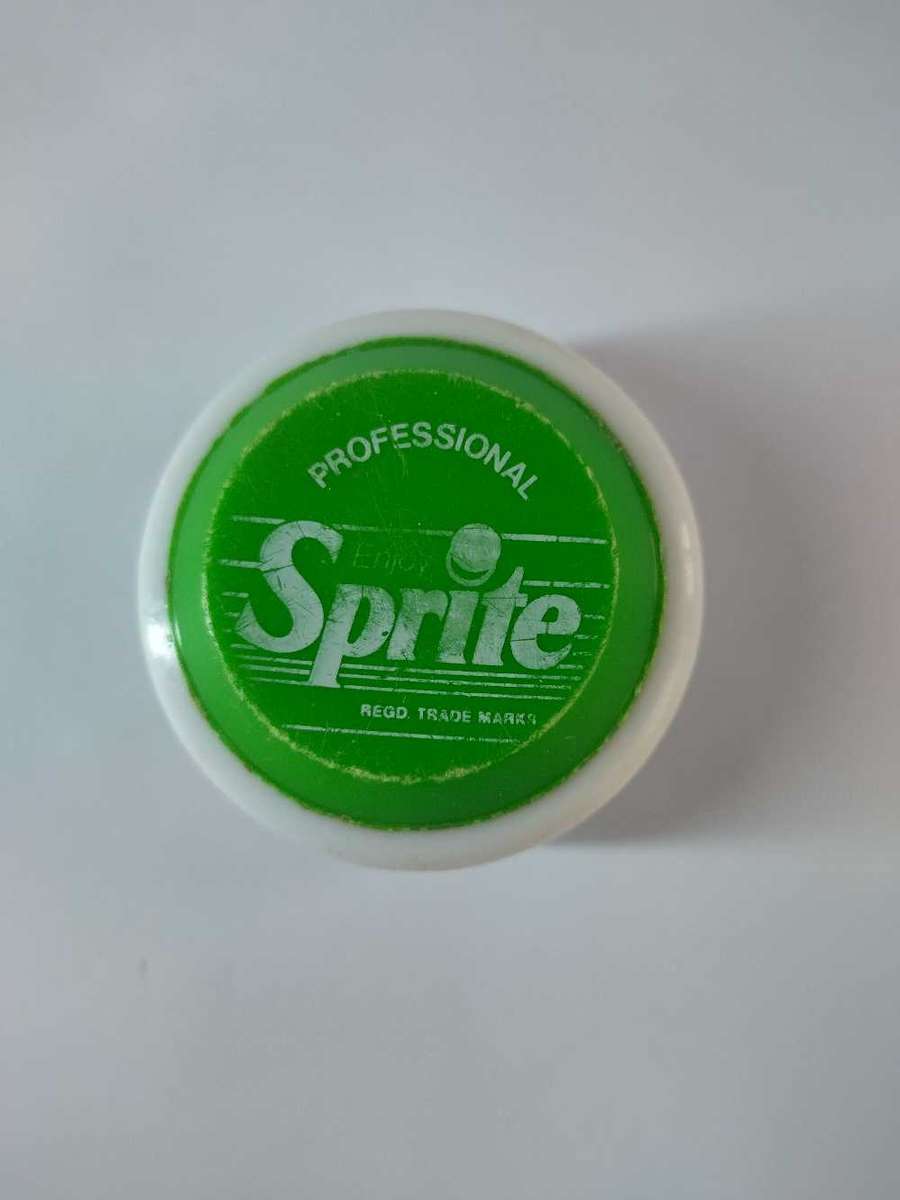 PROFESSIONAL
Enjoy
Sprite
REGD. TRADE MARKS